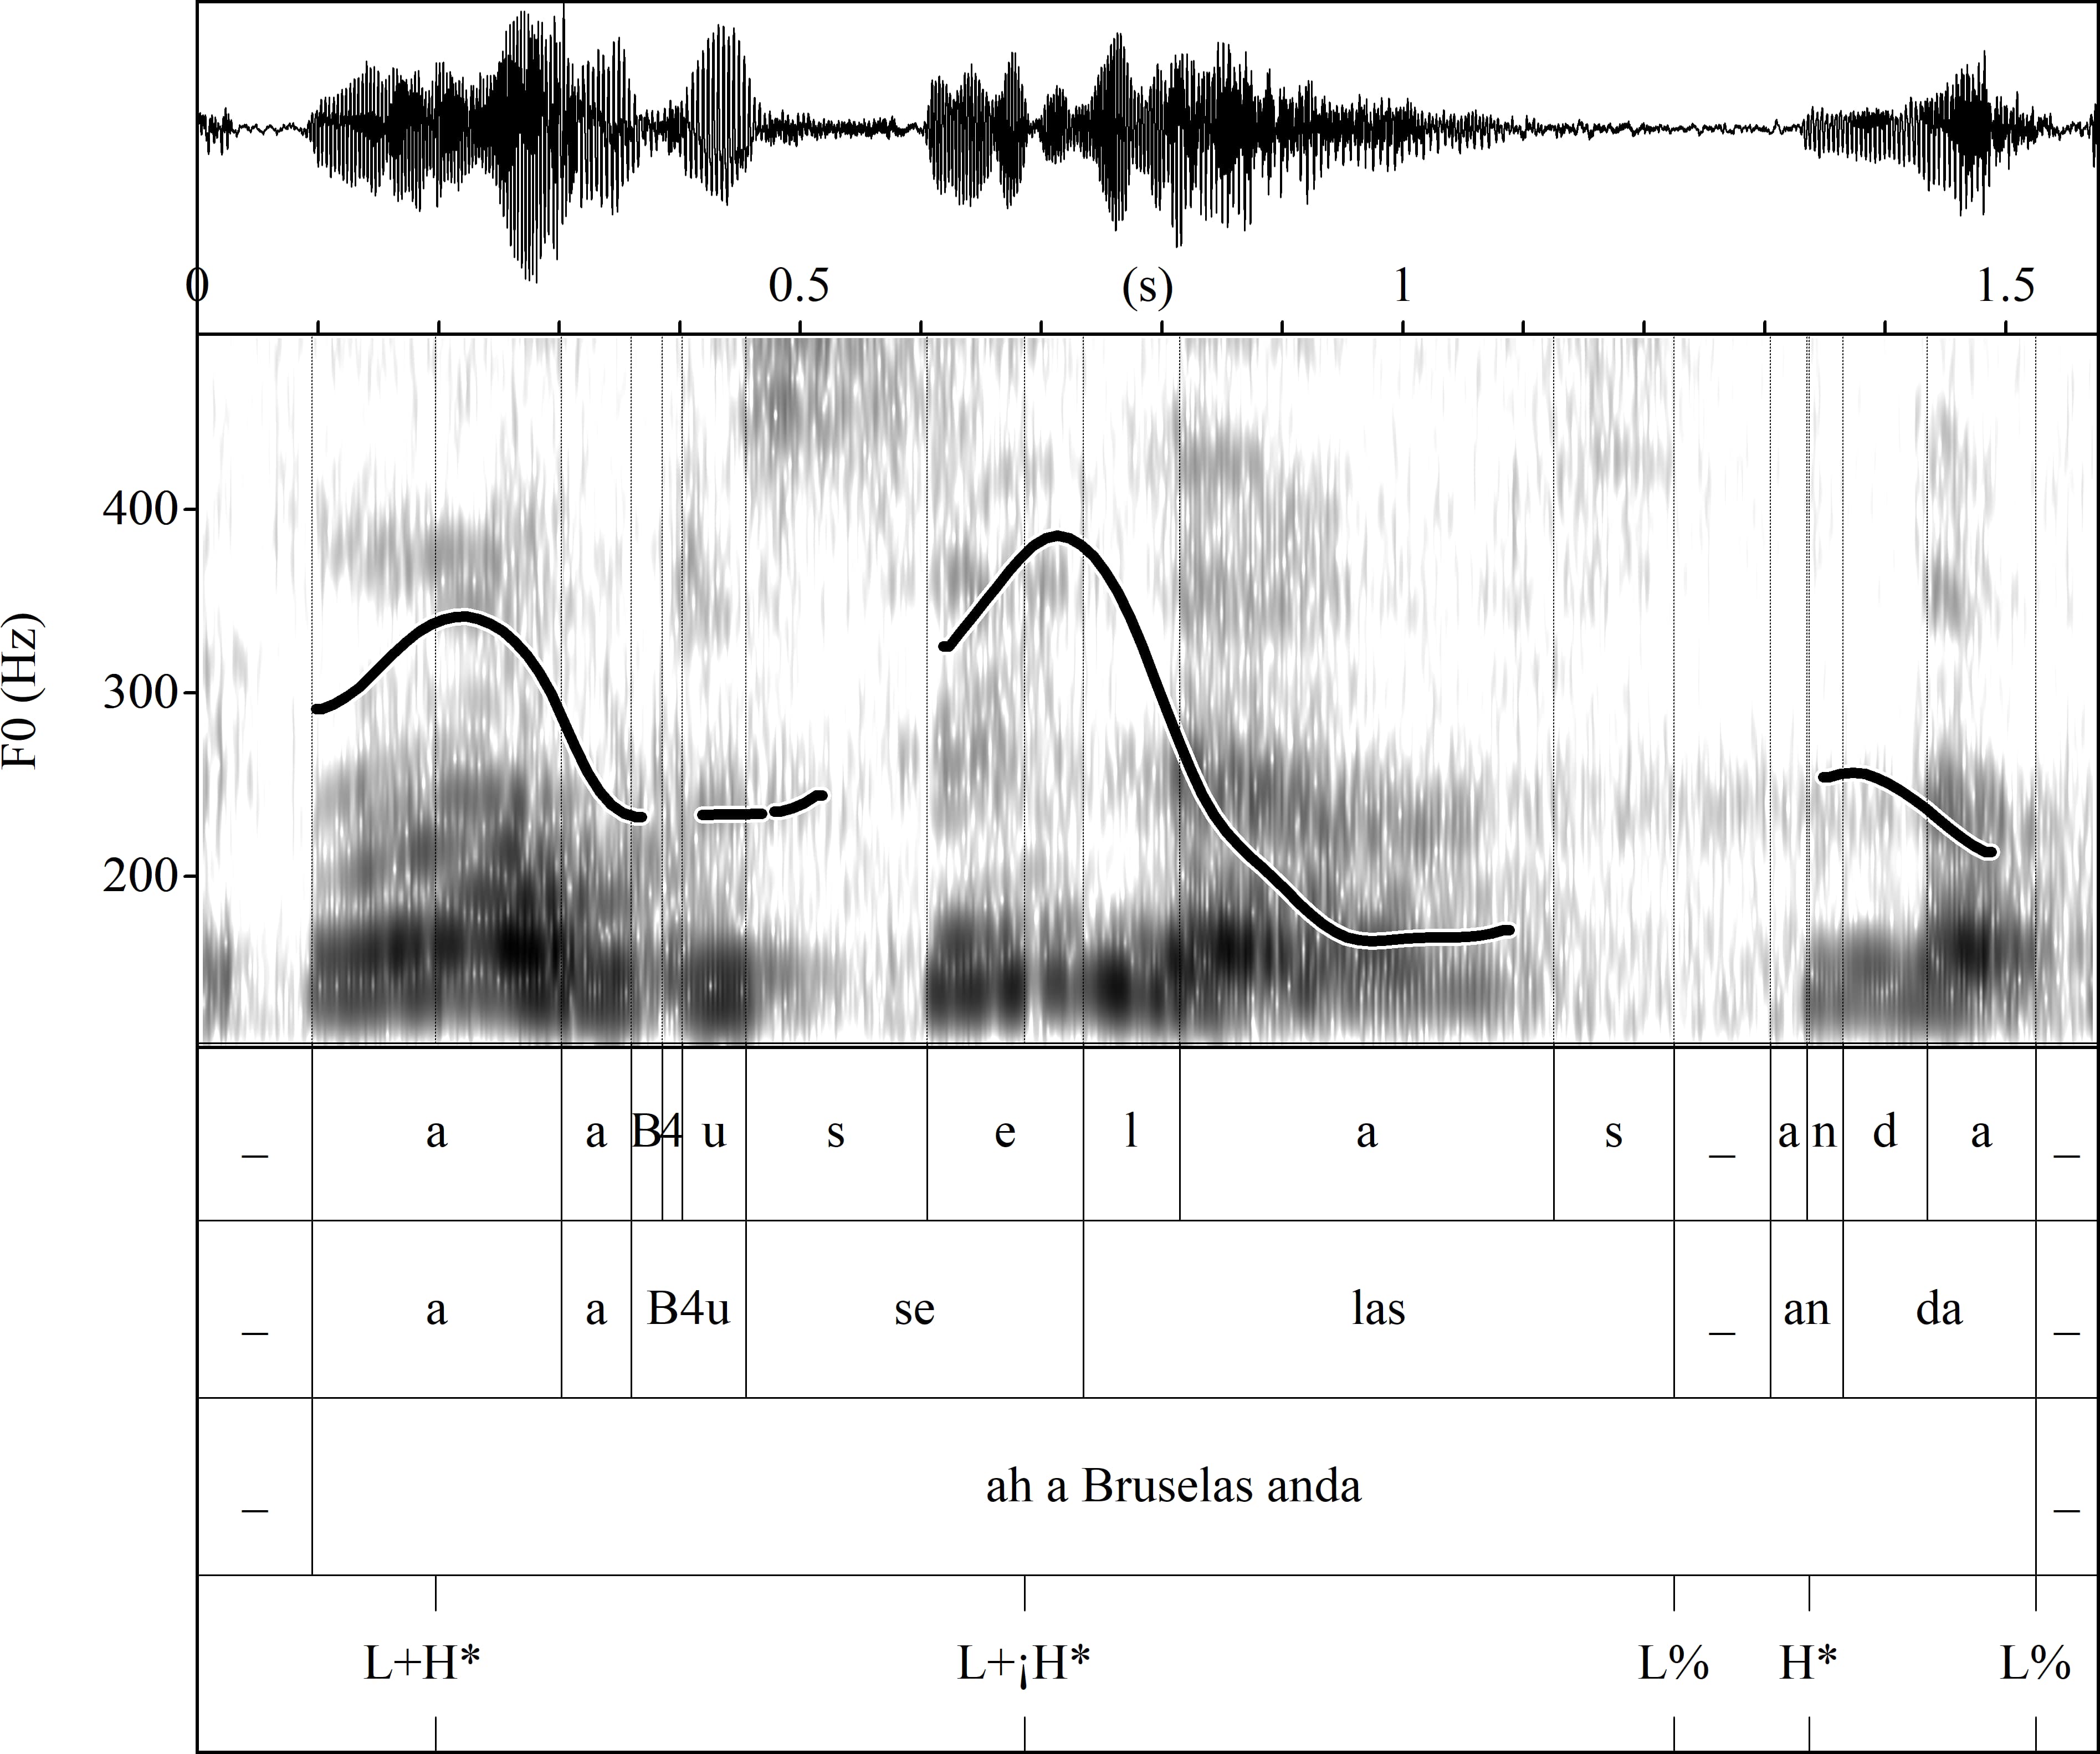 0 0.5 (s) 1 1.5
F0 (Hz)
400
300
200
_ a a B4 u s e l a s _ a n d a _
_ a a B4u se las _ an da _
_ ah a Bruselas anda _
L+H* L+¡H* L% H* L%